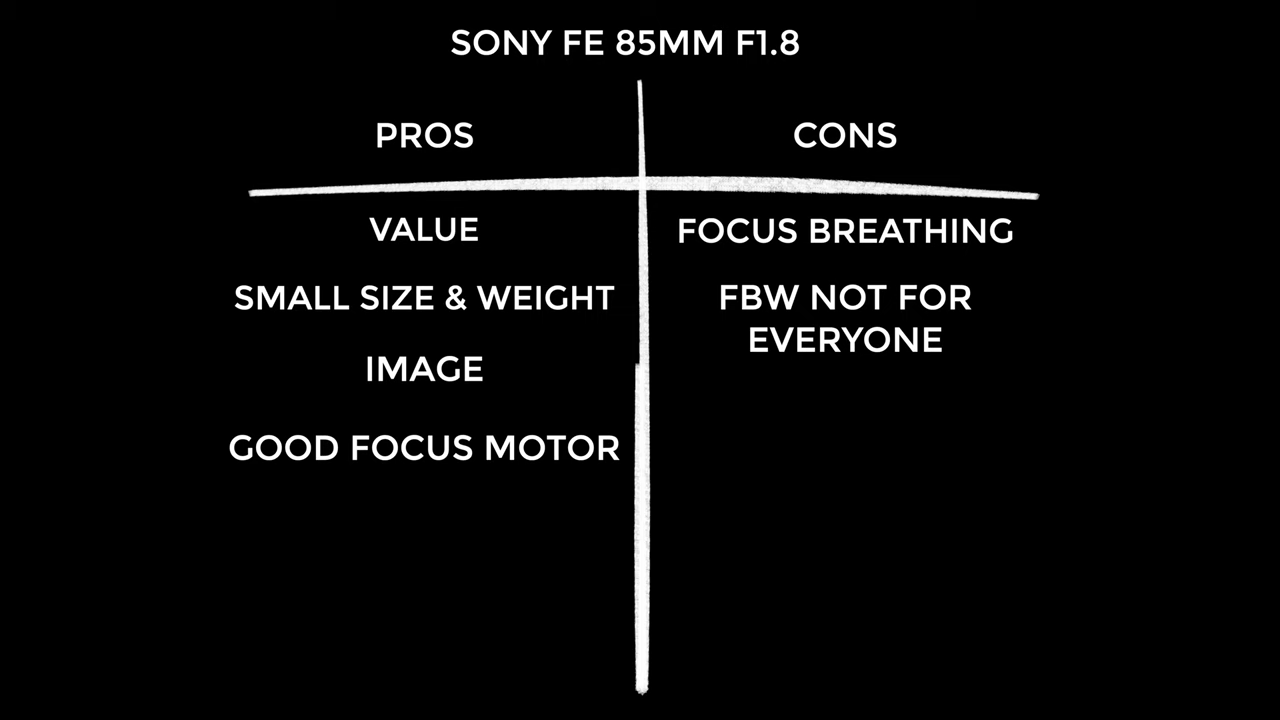 SONY FE 85MM F1.8
PROS
CONS
VALUE
SMALL SIZE & WEIGHT
IMAGE
GOOD FOCUS MOTOR
FOCUS BREATHING
FBW NOT FOR
EVERYONE